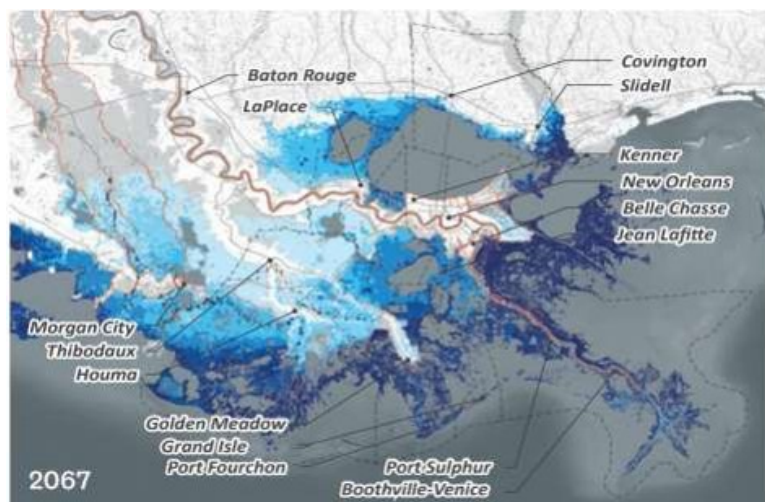 Baton Rouge
LaPlace
Covington
Slidell
Kenner
New Orleans
Belle Chasse
Jean Lafitte
Morgan City
Thibodaux
Houma
Golden Meadow
Grand Isle
Port Fourchon
Port Sulphur
Boothville-Venice
2067